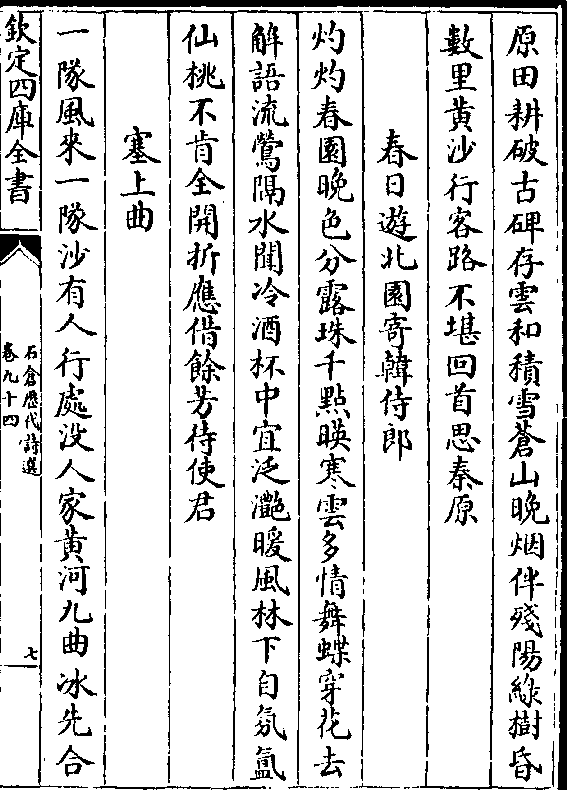 原田耕破古碑存雲和積雪蒼山晚烟伴殘陽綠樹昏
數里黄沙行客路不堪回首思秦原
春日遊北園寄韓侍郎
灼灼春園晚色分露珠千點暎寒雲多情舞蝶穿花去
解語流鶯隔水聞冷酒杯中宜泛灔暖風林下自氛氲
仙桃不肯全開折應借餘芳待使君
塞上曲
一隊風來一隊沙有人行處没人家黄河九曲冰先合
欽定四庫全書
石倉歷代詩選
卷九十四
七